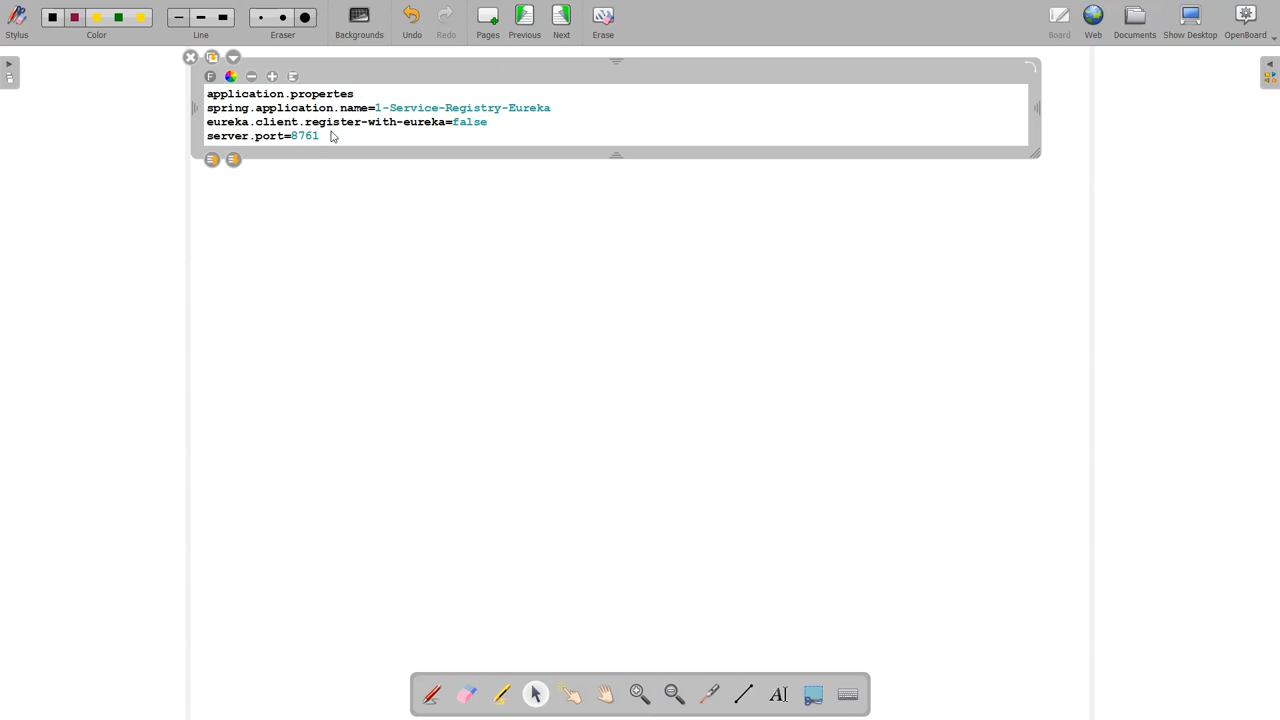 Stylus
Color
Line
Eraser
Backgrounds
Undo
Redo
Pages
Previous
Next
Erase
Board
Web
Documents
Show Desktop
OpenBoard
F
application.propertes
spring.application.name=1-Service-Registry-Eureka
eureka.client.register-with-eureka=false
server.port=8761
AI